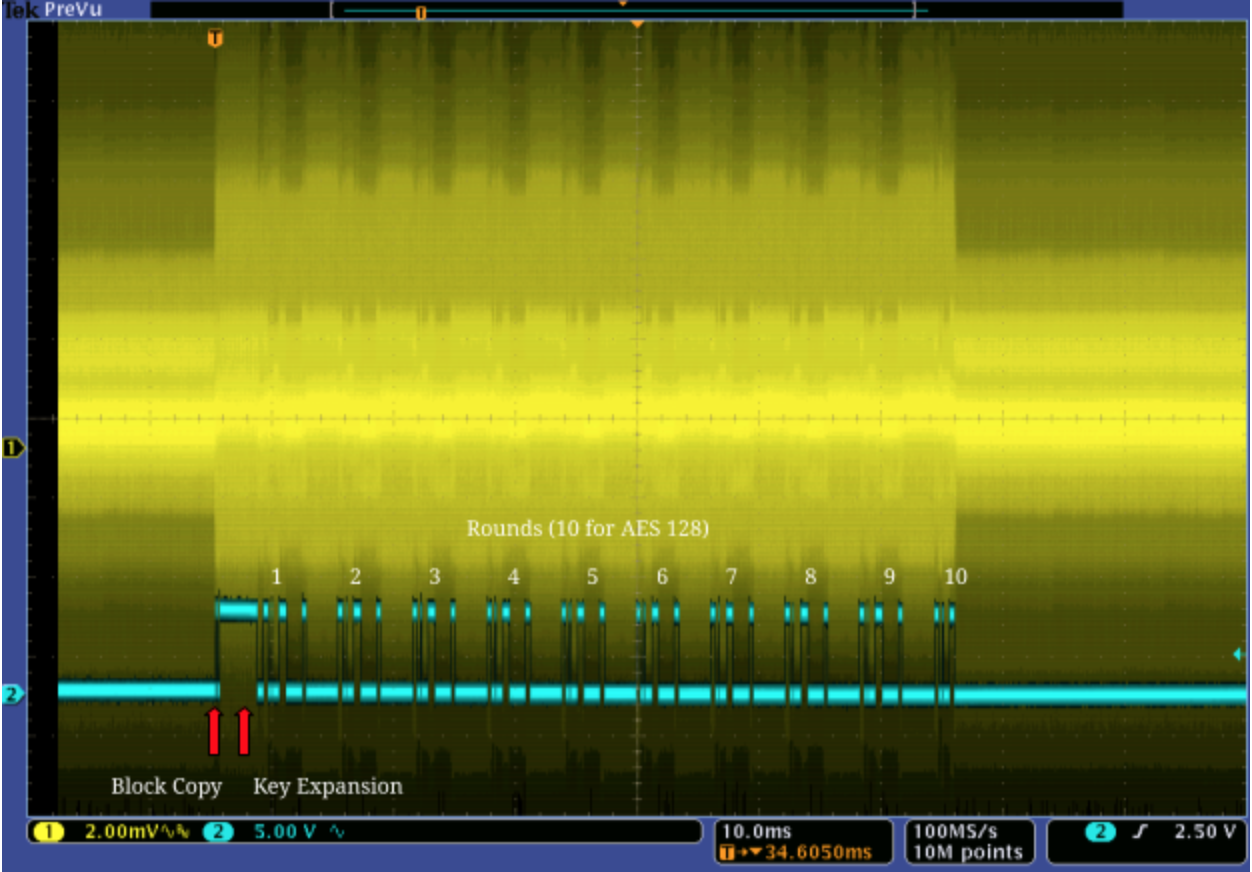 Tek PreVu
T
T
1
Rounds (10 for AES 128)
1 2 3 4 5 6 7 8 9 10
2
Block Copy Key Expansion
1 2.00mV 2 5.00 V
10.0ms
T→▼34.6050ms
100MS/s
10M points
2 2.50 V